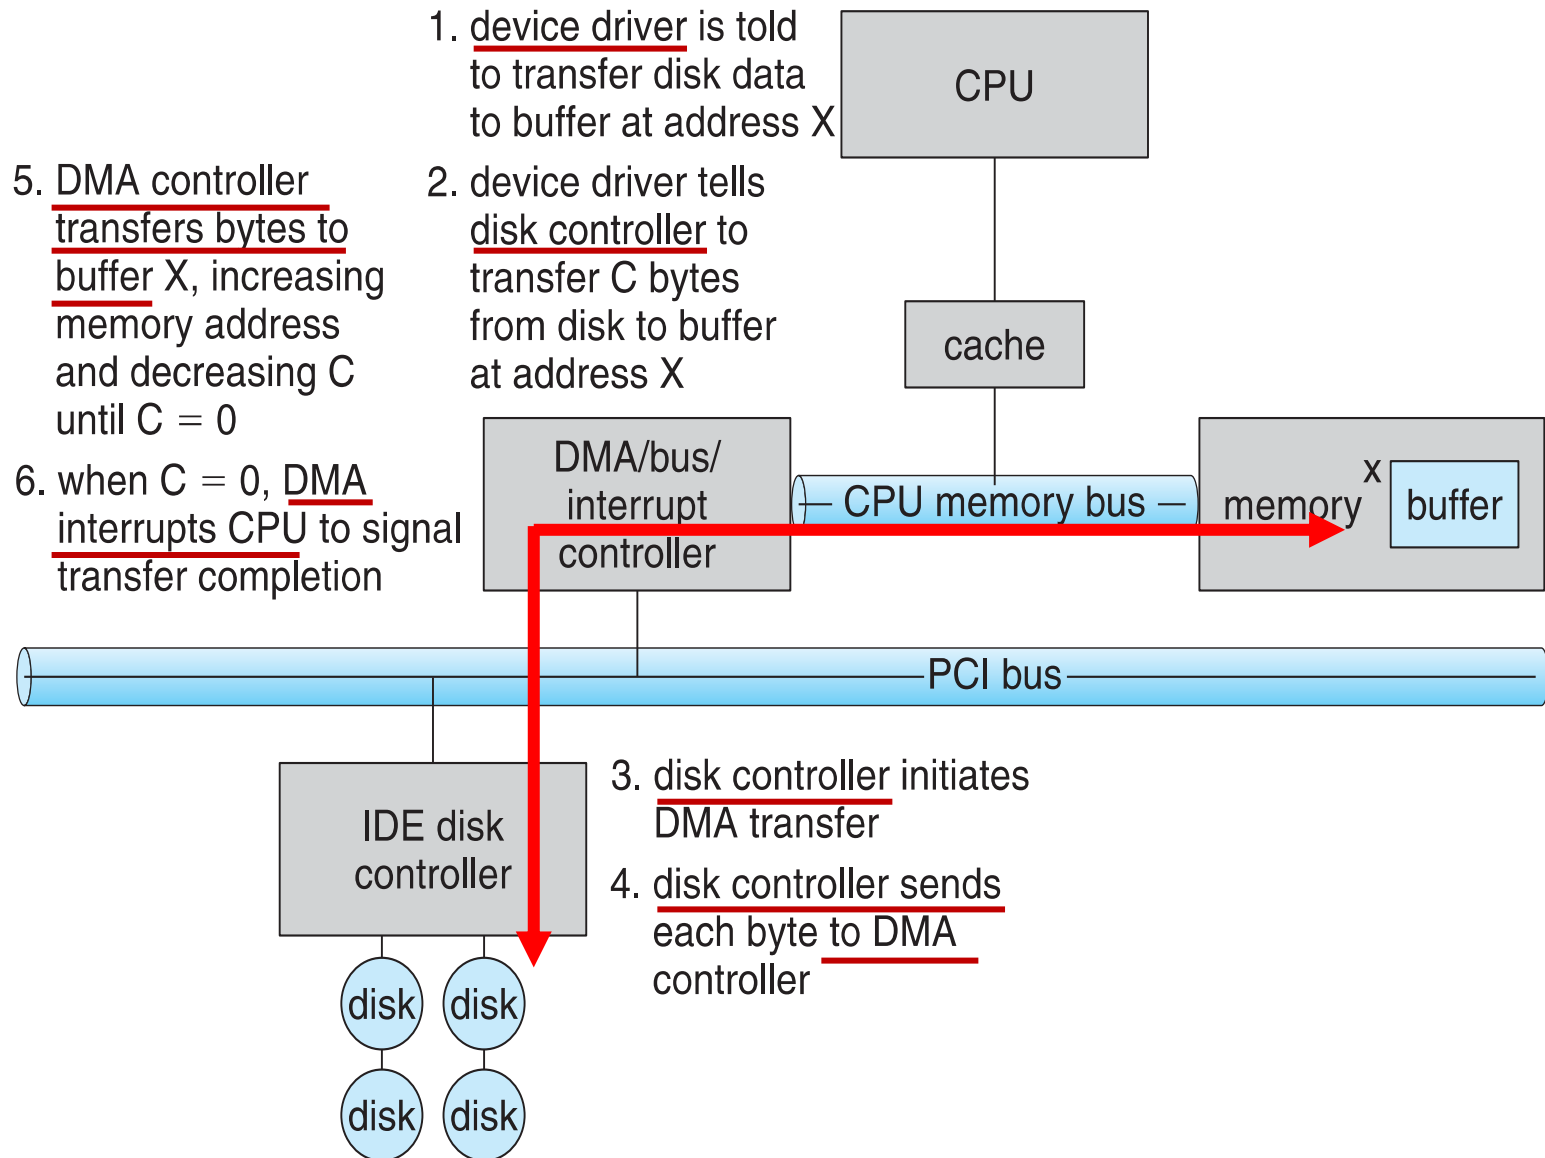 1. device driver is told
to transfer disk data
to buffer at address X
2. device driver tells
disk controller to
transfer C bytes
from disk to buffer
at address X
5. DMA controller
transfers bytes to
buffer X, increasing
memory address
and decreasing C
until C = 0
6. when C = 0, DMA
interrupts CPU to signal
transfer completion
CPU
cache
DMA/bus/
interrupt
controller
CPU memory bus
memory
x
buffer
PCI bus
IDE disk
controller
3. disk controller initiates
DMA transfer
4. disk controller sends
each byte to DMA
controller
disk
disk
disk
disk